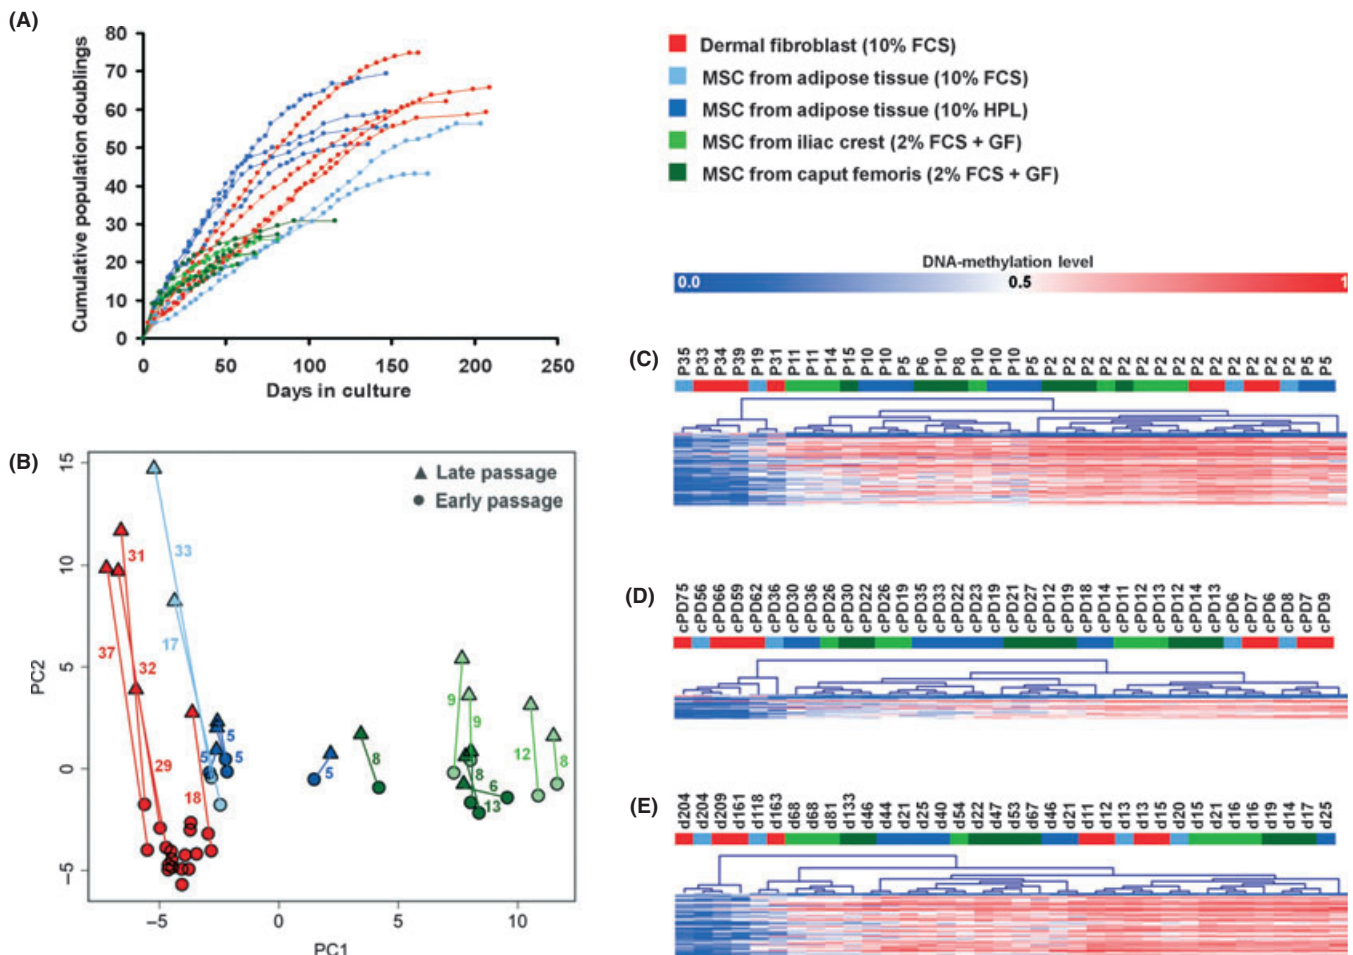 (A)
80
70
60
50
40
30
20
10
0
Cumulative population doublings
0 50 100 150 200 250
Days in culture
Dermal fibroblast (10% FCS)
MSC from adipose tissue (10% FCS)
MSC from adipose tissue (10% HPL)
MSC from iliac crest (2% FCS + GF)
MSC from caput femoris (2% FCS + GF)
DNA-methylation level
0.0 0.5 1
(B)
15
10
5
0
−5
PC2
−5 0 5 10
PC1
Late passage
Early passage
31
33
17
37
32
29
18
5
5
5
5
8
9
9
8
6
13
12
8
(C)
P35 P33 P34 P39 P19 P31 P11 P11 P14 P15 P10 P10 P5 P6 P10 P8 P10 P10 P10 P5 P2 P2 P2 P2 P2 P2 P2 P2 P2 P2 P2 P2 P2 P2 P5 P5
(D)
cPD75 cPD56 cPD66 cPD59 cPD62 cPD36 cPD30 cPD36 cPD26 cPD30 cPD22 cPD26 cPD19 cPD35 cPD33 cPD22 cPD23 cPD19 cPD21 cPD27 cPD12 cPD19 cPD18 cPD14 cPD11 cPD12 cPD13 cPD12 cPD14 cPD13 cPD6 cPD7 cPD6 cPD8 cPD7 cPD9
(E)
d204 d204 d209 d161 d118 d163 d68 d68 d81 d133 d46 d44 d21 d25 d40 d54 d22 d47 d53 d67 d46 d21 d11 d12 d13 d13 d15 d20 d15 d21 d16 d16 d19 d14 d17 d25